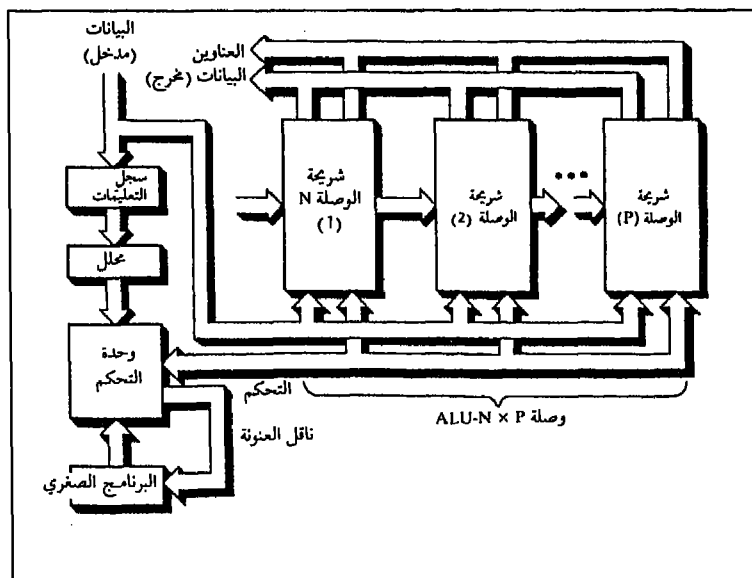 البيانات
(مدخل)
العناوين
البيانات (مخرج)
سجل
التعليمات
محلل
وحدة
التحكم
البرنامج الصغري
شريحة
الوصلة N
(1)
شريحة
الوصلة (2)
...
شريحة
الوصلة (P)
التحكم
ناقل العنونة
وصلة ALU-N × P